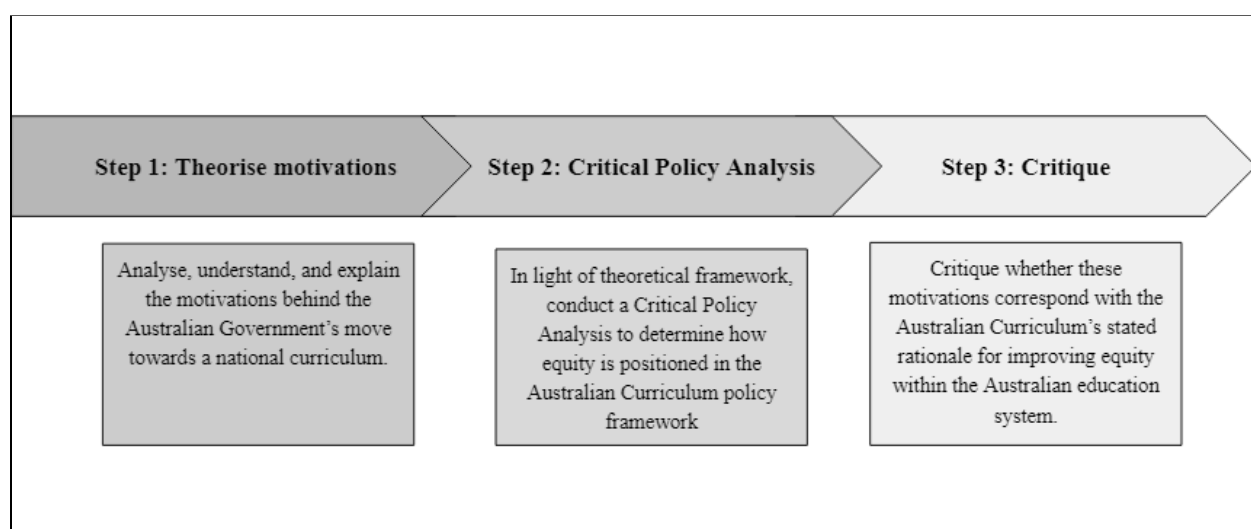 Step 1: Theorise motivations
Step 2: Critical Policy Analysis
Step 3: Critique
Analyse, understand, and explain
the motivations behind the
Australian Government’s move
towards a national curriculum.
In light of theoretical framework,
conduct a Critical Policy
Analysis to determine how
equity is positioned in the
Australian Curriculum policy
framework
Critique whether these
motivations correspond with the
Australian Curriculum’s stated
rationale for improving equity
within the Australian education
system.